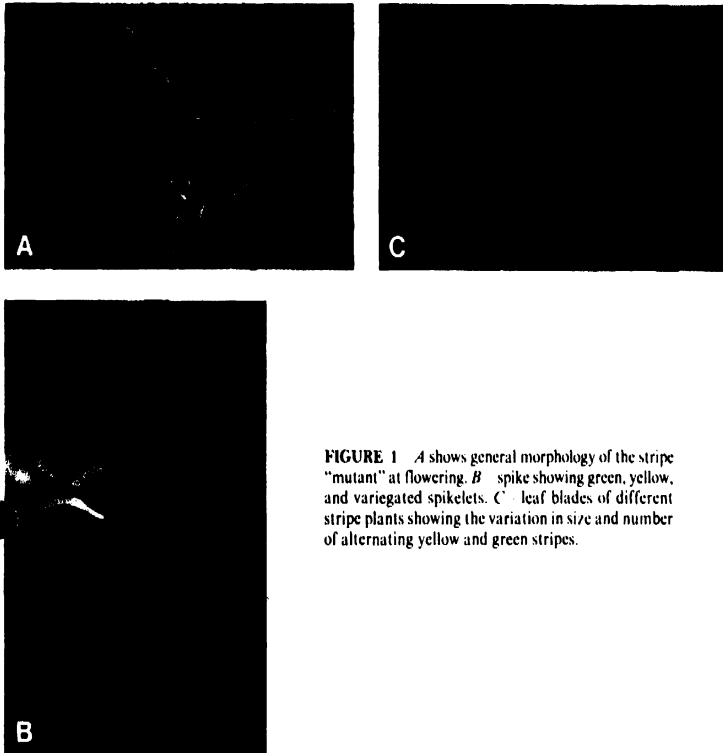 A
C
FIGURE 1 A shows general morphology of the stripe
"mutant" at flowering. B spike showing green, yellow,
and variegated spikelets. C leaf blades of different
stripe plants showing the variation in size and number
of alternating yellow and green stripes.
B